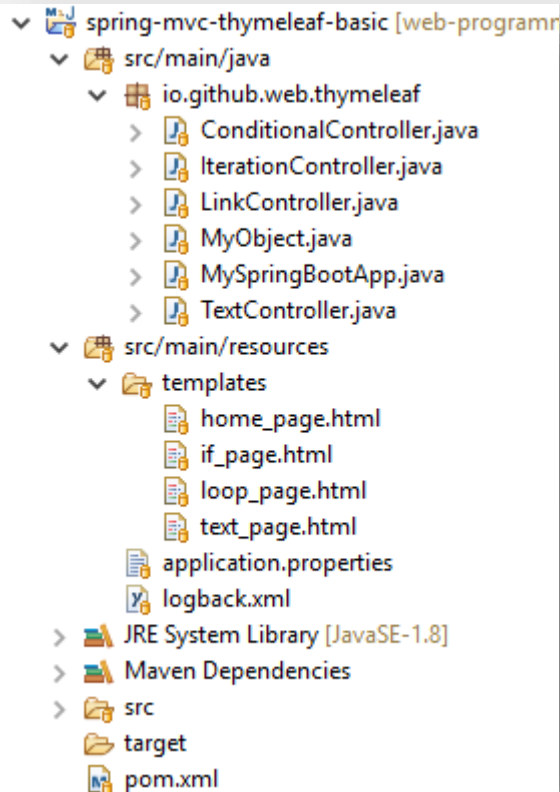 spring-mvc-thymeleaf-basic [web-programm
src/main/java
io.github.web.thymeleaf
ConditionalController.java
IterationController.java
LinkController.java
MyObject.java
MySpringBootApp.java
TextController.java
src/main/resources
templates
home_page.html
if_page.html
loop_page.html
text_page.html
application.properties
logback.xml
JRE System Library [JavaSE-1.8]
Maven Dependencies
src
target
pom.xml